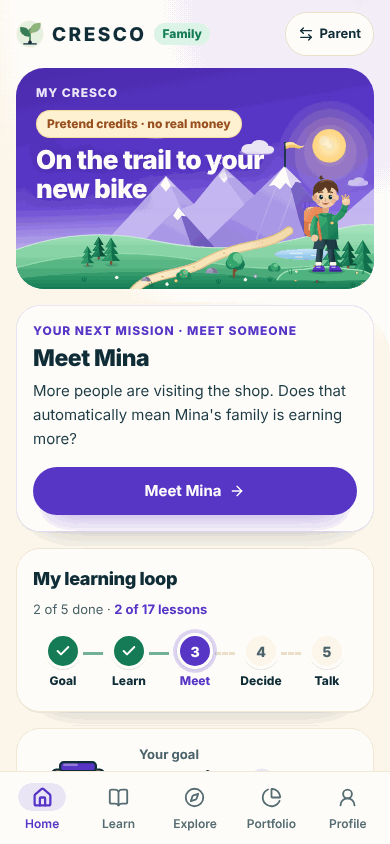 CRESCO
Family
Parent
MY CRESCO
Pretend credits · no real money
On the trail to your
new bike
YOUR NEXT MISSION · MEET SOMEONE
Meet Mina
More people are visiting the shop. Does that
automatically mean Mina's family is earning
more?
Meet Mina
My learning loop
2 of 5 done · 2 of 17 lessons
3
4
5
Goal
Learn
Meet
Decide
Talk
Your goal
Home
Learn
Explore
Portfolio
Profile